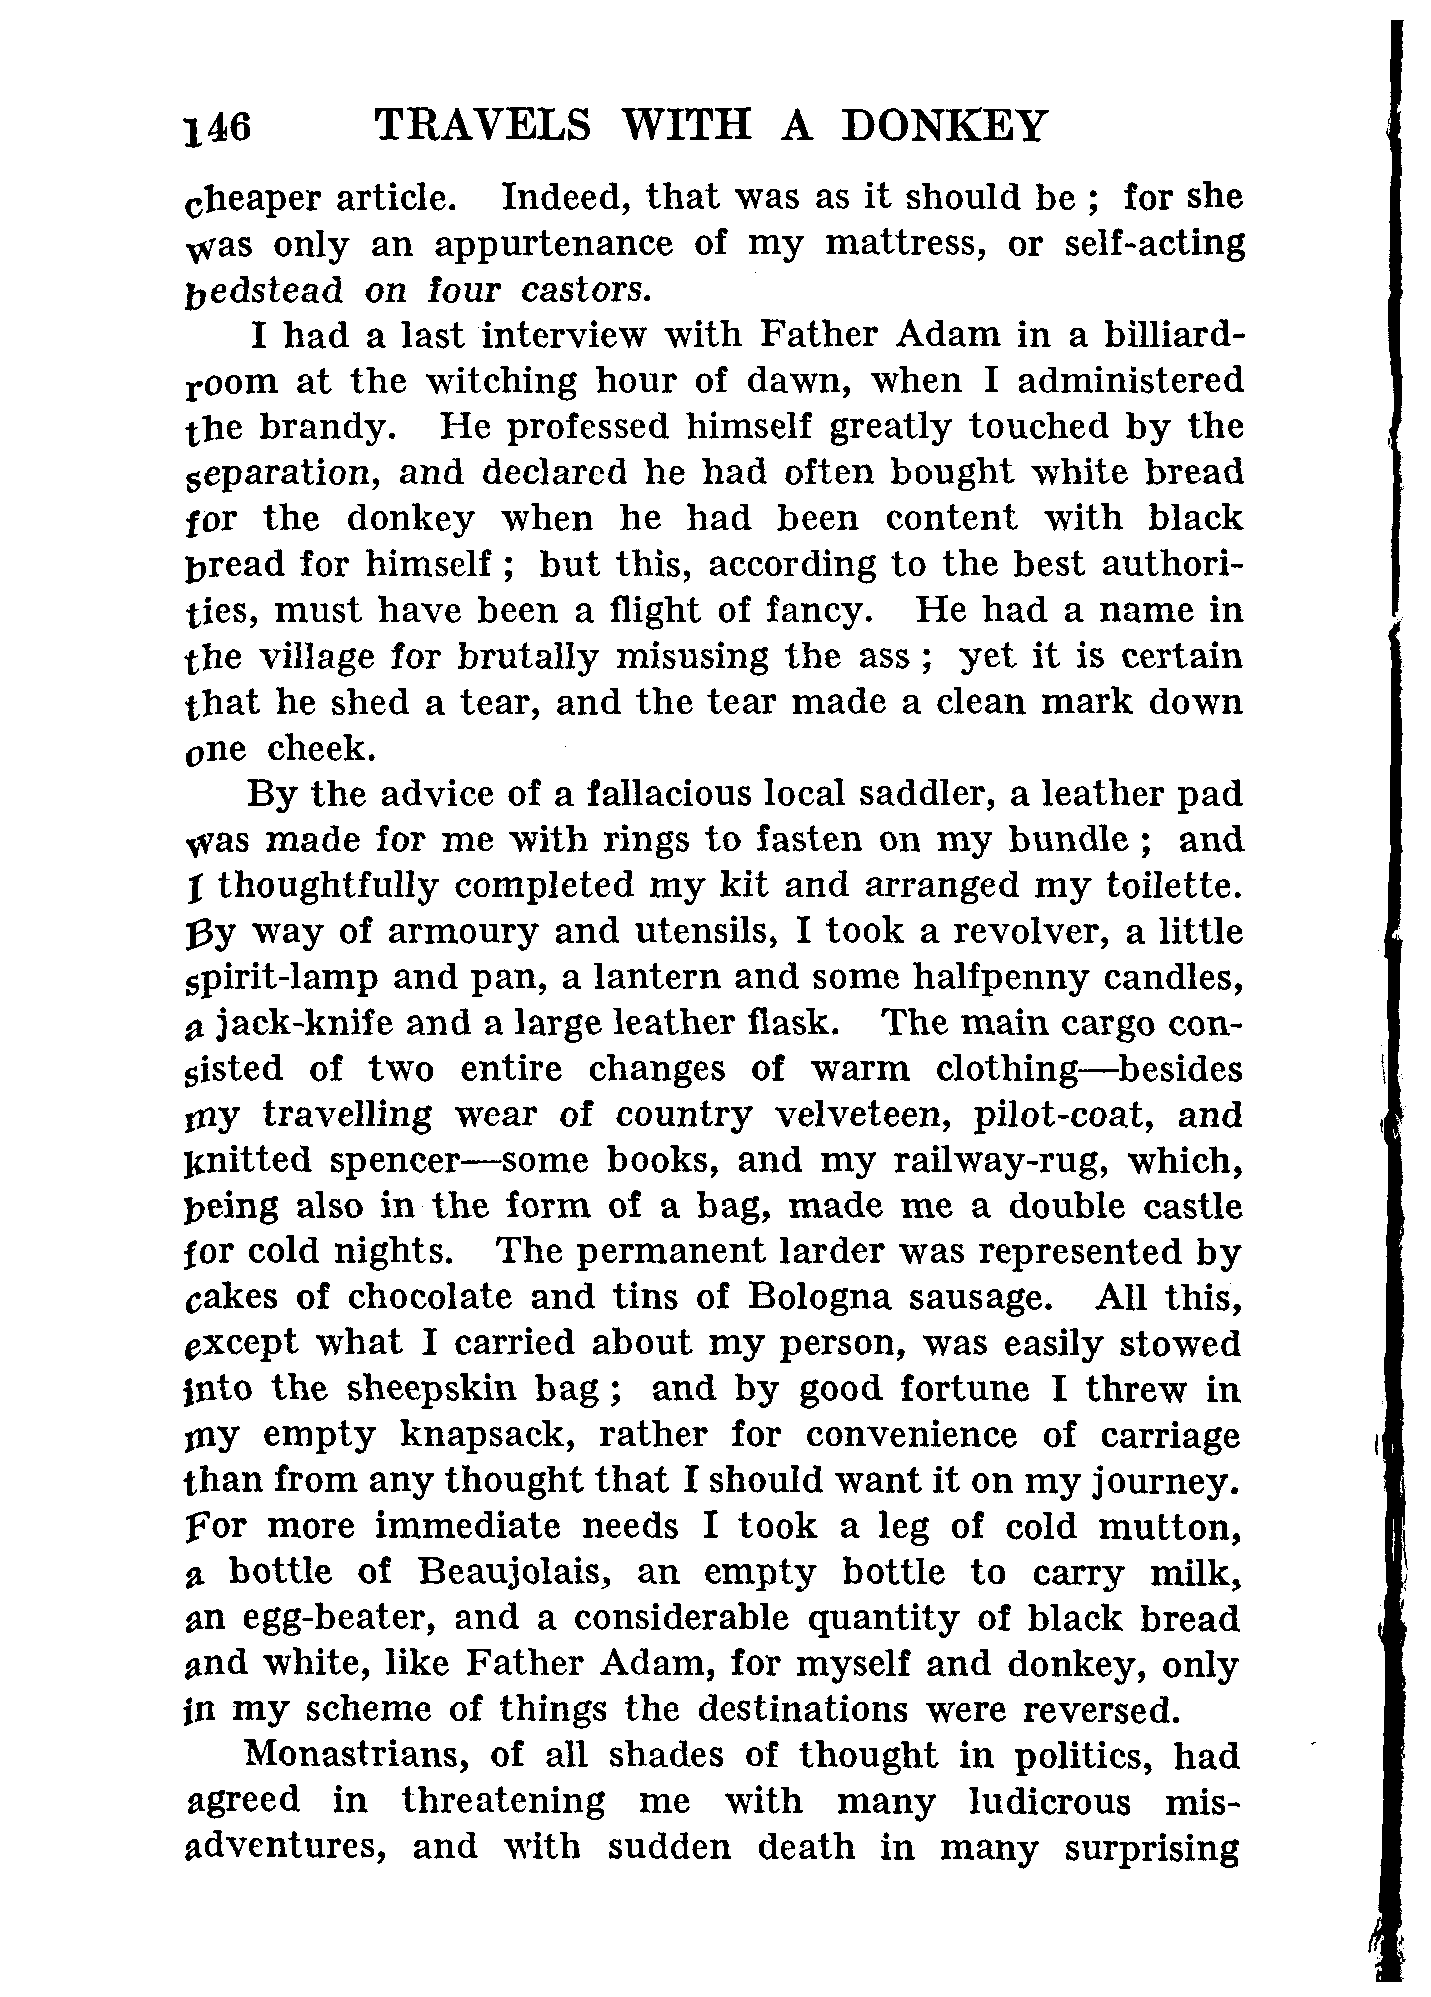 146 TRAVELS WITH A DONKEY
cheaper article. Indeed, that was as it should be ; for she
was only an appurtenance of my mattress, or self-acting
bedstead on four castors.
I had a last interview with Father Adam in a billiard-
room at the witching hour of dawn, when I administered
the brandy. He professed himself greatly touched by the
separation, and declared he had often bought white bread
for the donkey when he had been content with black
bread for himself ; but this, according to the best authori-
ties, must have been a flight of fancy. He had a name in
the village for brutally misusing the ass ; yet it is certain
that he shed a tear, and the tear made a clean mark down
one cheek.
By the advice of a fallacious local saddler, a leather pad
was made for me with rings to fasten on my bundle ; and
I thoughtfully completed my kit and arranged my toilette.
By way of armoury and utensils, I took a revolver, a little
spirit-lamp and pan, a lantern and some halfpenny candles,
a jack-knife and a large leather flask. The main cargo con-
sisted of two entire changes of warm clothing—besides
my travelling wear of country velveteen, pilot-coat, and
knitted spencer—some books, and my railway-rug, which,
being also in the form of a bag, made me a double castle
for cold nights. The permanent larder was represented by
cakes of chocolate and tins of Bologna sausage. All this,
except what I carried about my person, was easily stowed
into the sheepskin bag ; and by good fortune I threw in
my empty knapsack, rather for convenience of carriage
than from any thought that I should want it on my journey.
For more immediate needs I took a leg of cold mutton,
a bottle of Beaujolais, an empty bottle to carry milk,
an egg-beater, and a considerable quantity of black bread
and white, like Father Adam, for myself and donkey, only
in my scheme of things the destinations were reversed.
Monastrians, of all shades of thought in politics, had
agreed in threatening me with many ludicrous mis-
adventures, and with sudden death in many surprising